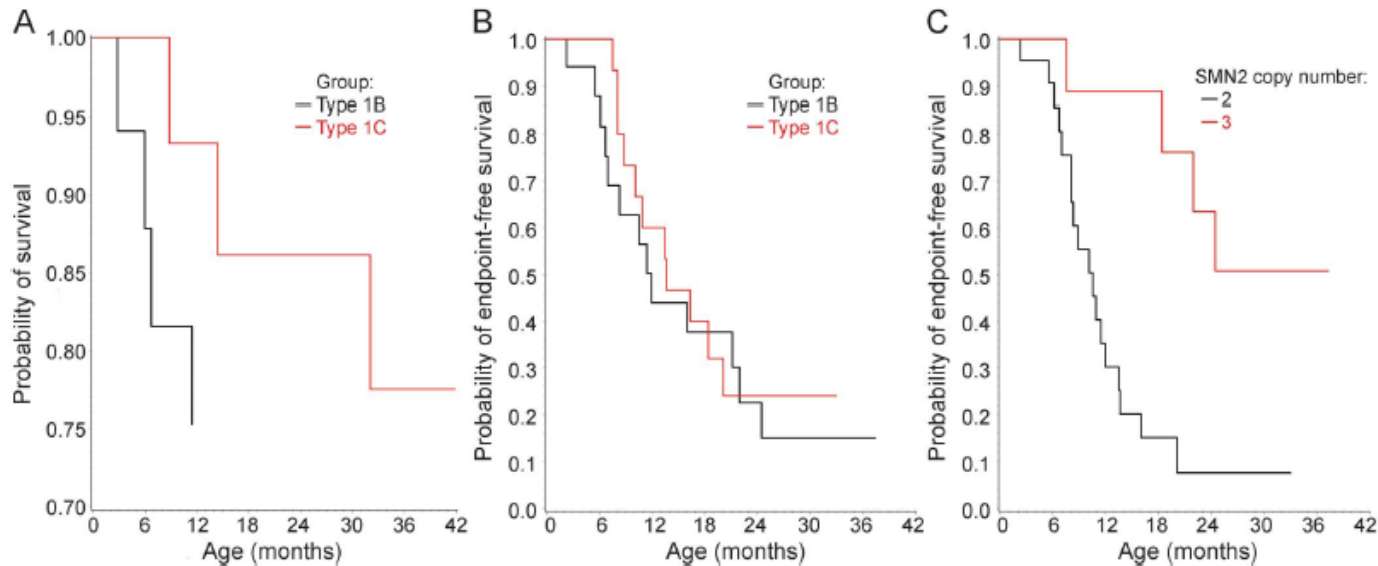 A
Probability of survival
1.00
0.95
0.90
0.85
0.80
0.75
0.70
0 6 12 18 24 30 36 42
Age (months)
Group:
Type 1B
Type 1C
B
Probability of endpoint-free survival
1.0
0.9
0.8
0.7
0.6
0.5
0.4
0.3
0.2
0.1
0.0
0 6 12 18 24 30 36 42
Age (months)
Group:
Type 1B
Type 1C
C
Probability of endpoint-free survival
1.0
0.9
0.8
0.7
0.6
0.5
0.4
0.3
0.2
0.1
0.0
0 6 12 18 24 30 36 42
Age (months)
SMN2 copy number:
2
3